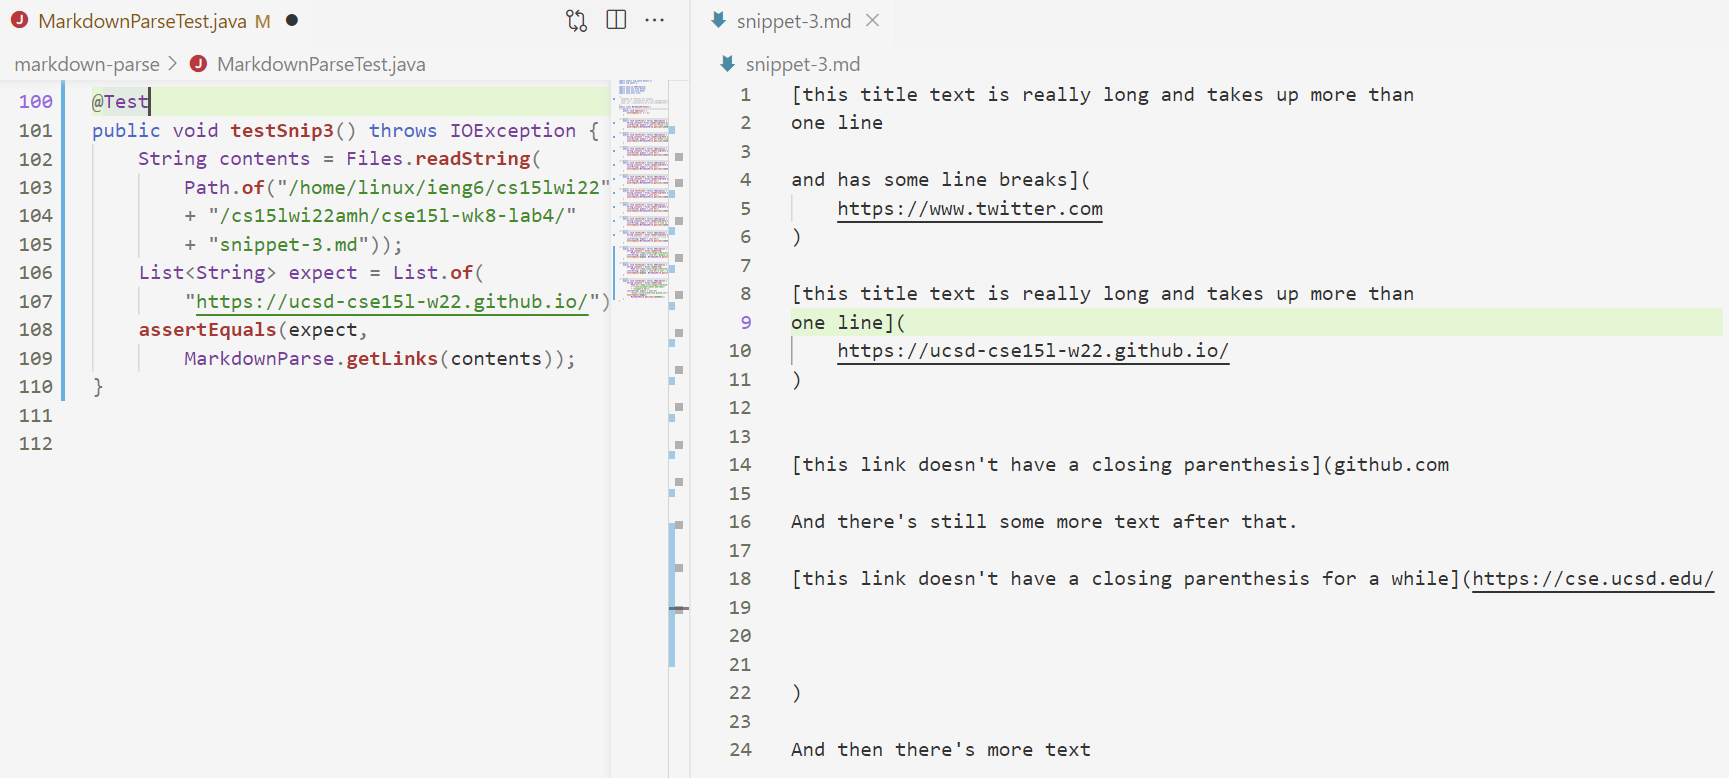 MarkdownParseTest.java M
markdown-parse > MarkdownParseTest.java
100 @Test
101 public void testSnip3() throws IOException {
102 String contents = Files.readString(
103 Path.of("/home/linux/ieng6/cs15lwi22"
104 + "/cs15lwi22amh/cse15l-wk8-lab4/"
105 + "snippet-3.md"));
106 List<String> expect = List.of(
107 "https://ucsd-cse15l-w22.github.io/")
108 assertEquals(expect,
109 MarkdownParse.getLinks(contents));
110 }
111
112
snippet-3.md
snippet-3.md
1 [this title text is really long and takes up more than
2 one line
3
4 and has some line breaks](
5 https://www.twitter.com
6 )
7
8 [this title text is really long and takes up more than
9 one line](
10 https://ucsd-cse15l-w22.github.io/
11 )
12
13
14 [this link doesn't have a closing parenthesis](github.com
15
16 And there's still some more text after that.
17
18 [this link doesn't have a closing parenthesis for a while](https://cse.ucsd.edu/
19
20
21
22 )
23
24 And then there's more text